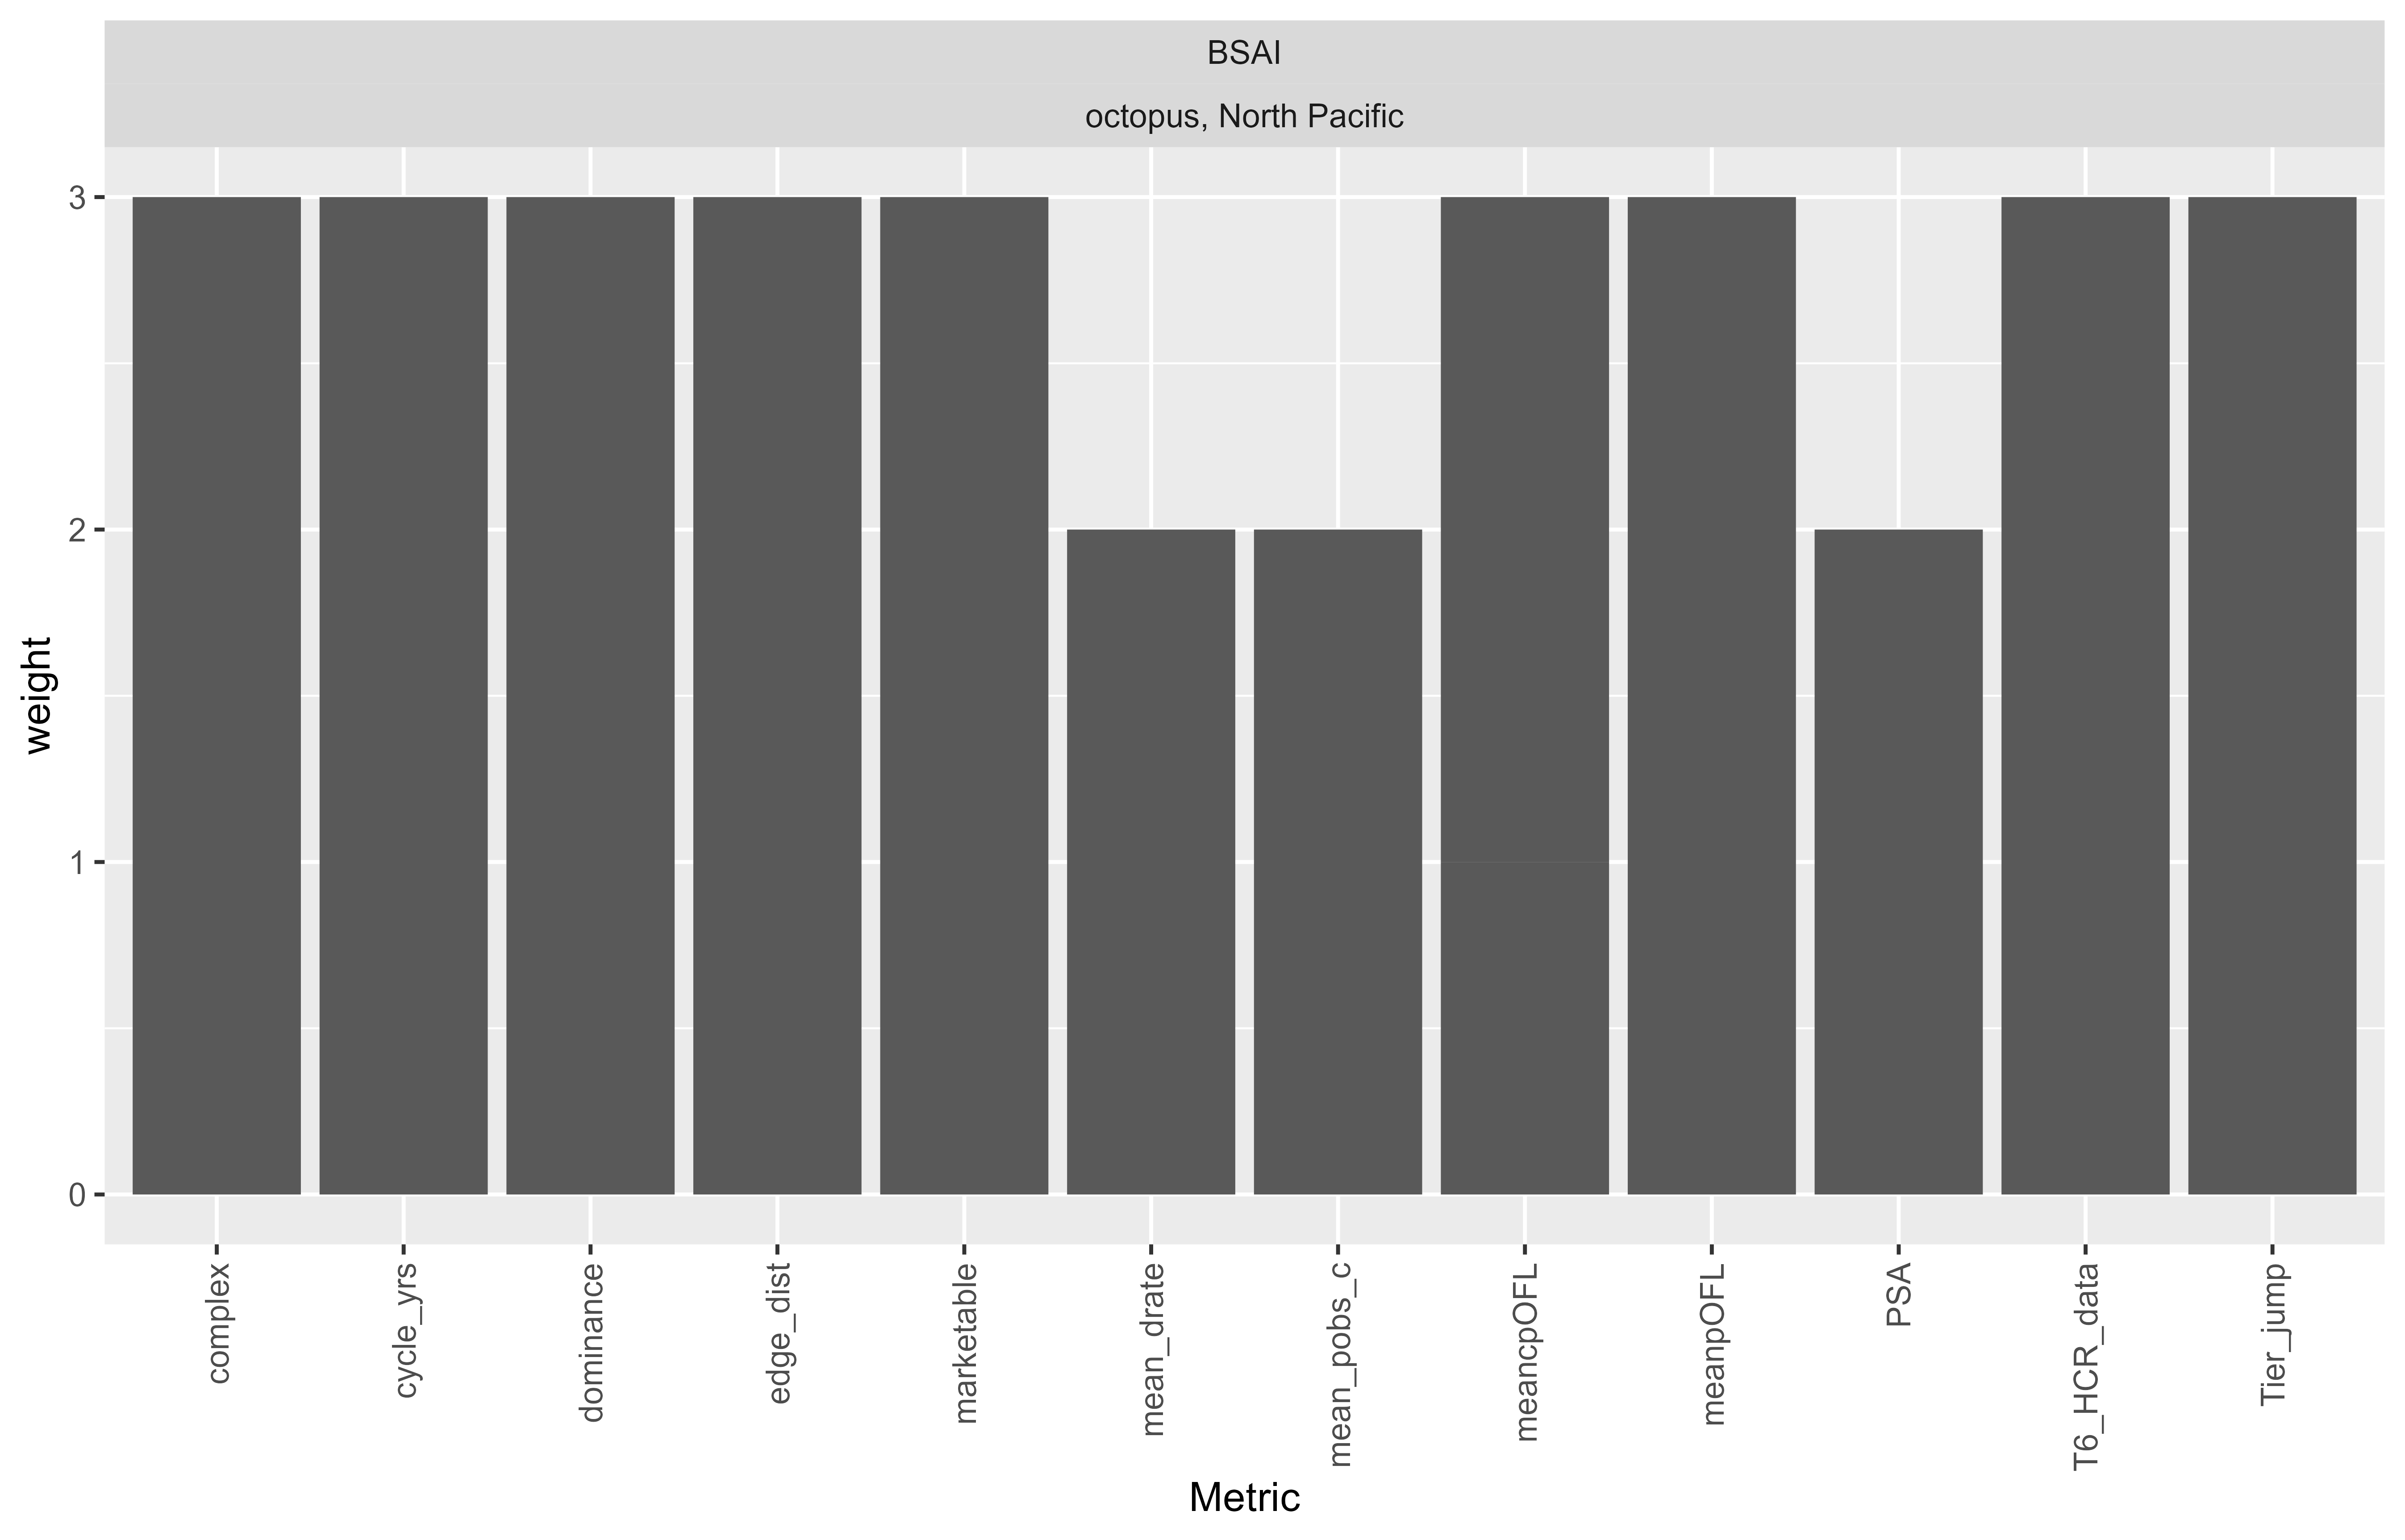 BSAI
octopus, North Pacific
3
2
1
0
weight
complex
cycle_yrs
dominance
edge_dist
marketable
mean_drate
mean_pobs_c
meancpOFL
meanpOFL
PSA
T6_HCR_data
Tier_jump
Metric